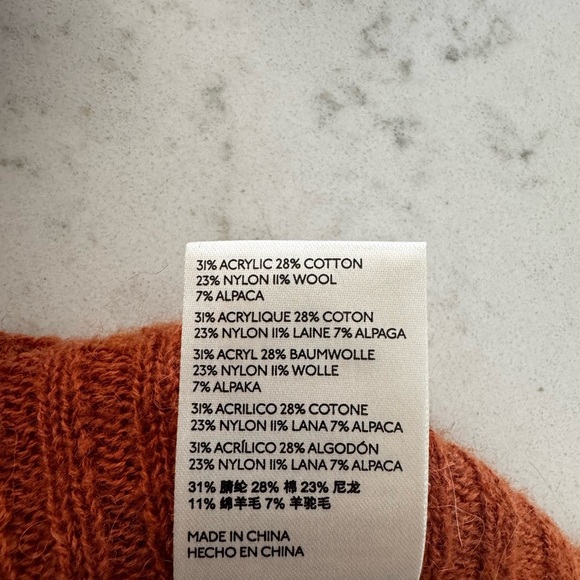 31% ACRYLIC 28% COTTON
23% NYLON 11% WOOL
7% ALPACA
31% ACRYLIQUE 28% COTON
23% NYLON 11% LAINE 7% ALPAGA
31% ACRYL 28% BAUMWOLLE
23% NYLON 11% WOLLE
7% ALPAKA
31% ACRILICO 28% COTONE
23% NYLON 11% LANA 7% ALPACA
31% ACRÍLICO 28% ALGODÓN
23% NYLON 11% LANA 7% ALPACA
31% 腈纶 28% 棉 23% 尼龙
11% 绵羊毛 7% 羊驼毛
MADE IN CHINA
HECHO EN CHINA